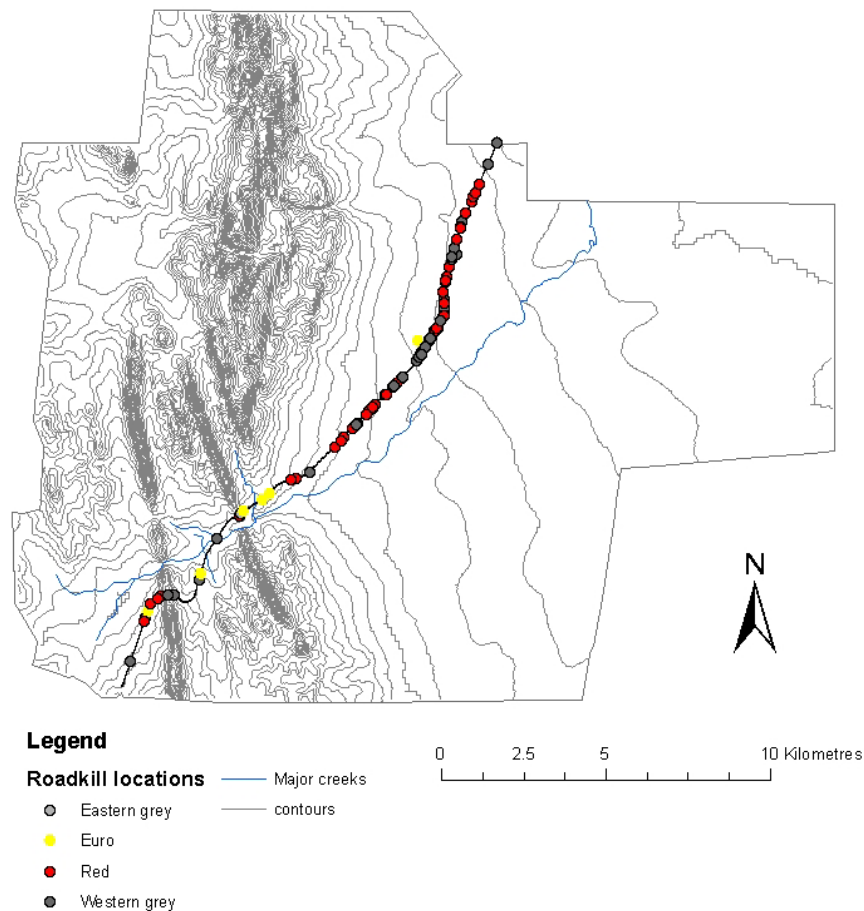 N
Legend
0 2.5 5 10 Kilometres
Roadkill locations
Major creeks
Eastern grey
contours
Euro
Red
Western grey